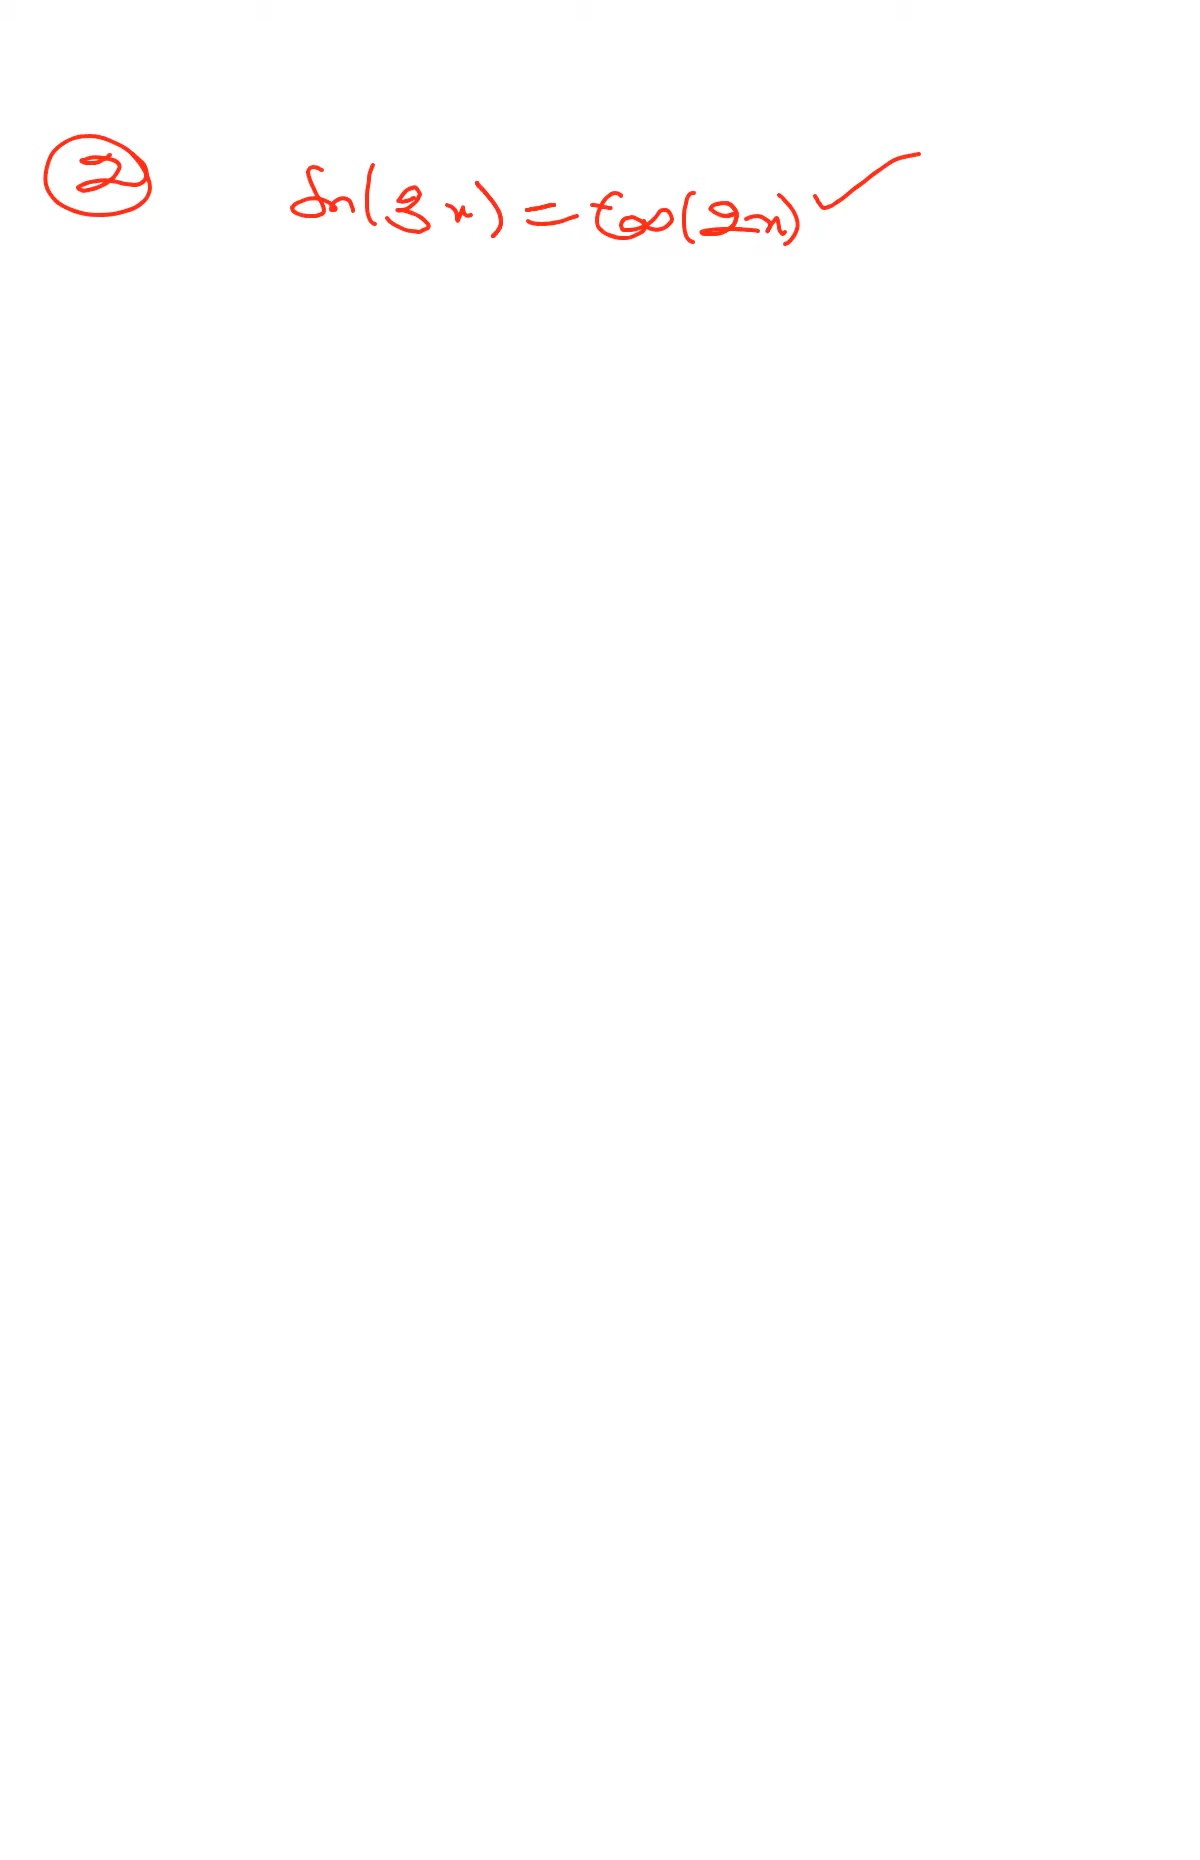 2 sin(3x) = cos(2x)